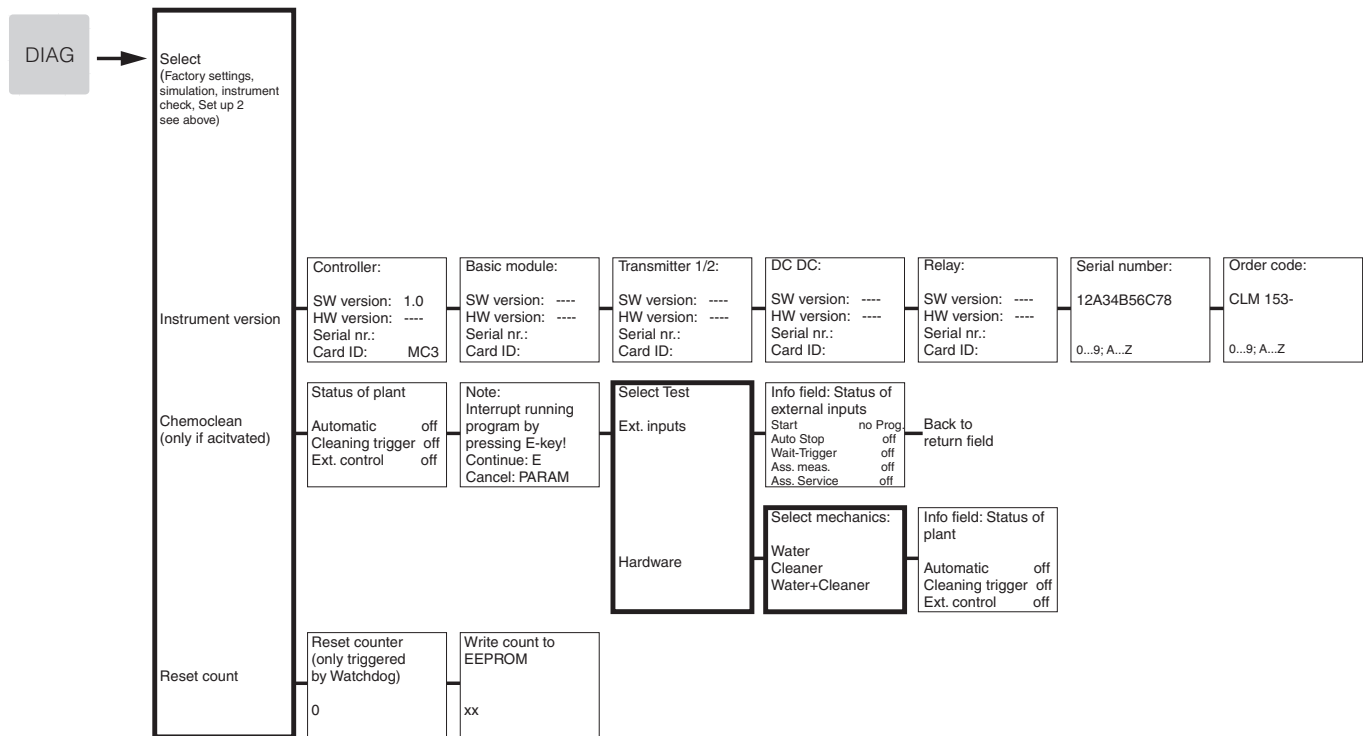 DIAG
Select
(Factory settings,
simulation, instrument
check, Set up 2
see above)
Instrument version
Controller:
SW version: 1.0
HW version: ----
Serial nr.:
Card ID: MC3
Basic module:
SW version: ----
HW version: ----
Serial nr.:
Card ID:
Transmitter 1/2:
SW version: ----
HW version: ----
Serial nr.:
Card ID:
DC DC:
SW version: ----
HW version: ----
Serial nr.:
Card ID:
Relay:
SW version: ----
HW version: ----
Serial nr.:
Card ID:
Serial number:
12A34B56C78
0...9; A...Z
Order code:
CLM 153-
0...9; A...Z
Chemoclean
(only if acitvated)
Status of plant
Automatic off
Cleaning trigger off
Ext. control off
Note:
Interrupt running
program by
pressing E-key!
Continue: E
Cancel: PARAM
Select Test
Ext. inputs
Hardware
Info field: Status of
external inputs
Start no Prog.
Auto Stop off
Wait-Trigger off
Ass. meas. off
Ass. Service off
Back to
return field
Select mechanics:
Water
Cleaner
Water+Cleaner
Info field: Status of
plant
Automatic off
Cleaning trigger off
Ext. control off
Reset count
Reset counter
(only triggered
by Watchdog)
0
Write count to
EEPROM
xx